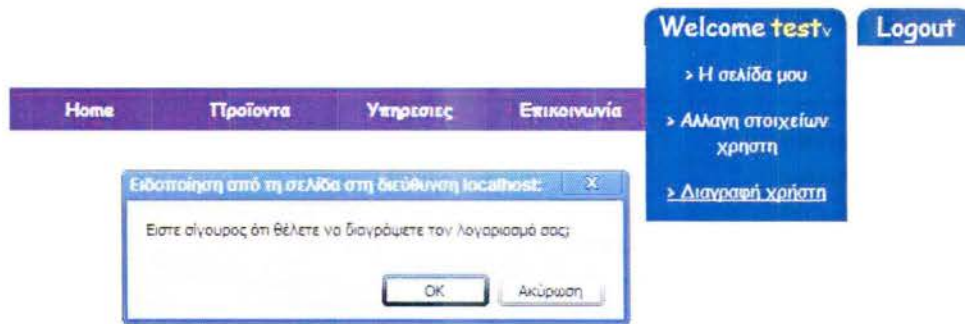 Welcome test v
Logout
> Η σελίδα μου
Home Προϊοντα Υπηρεσιες Επικοινωνία
> Αλλαγη στοιχείων
χρηστη
> Διαγραφή χρήστη
Ειδοποίηση από τη σελίδα στη διεύθυνση localhost: X
Ειστε σίγουρος ότι θέλετε να διαγράψετε τον λογαριασμό σας;
OK Ακύρωση